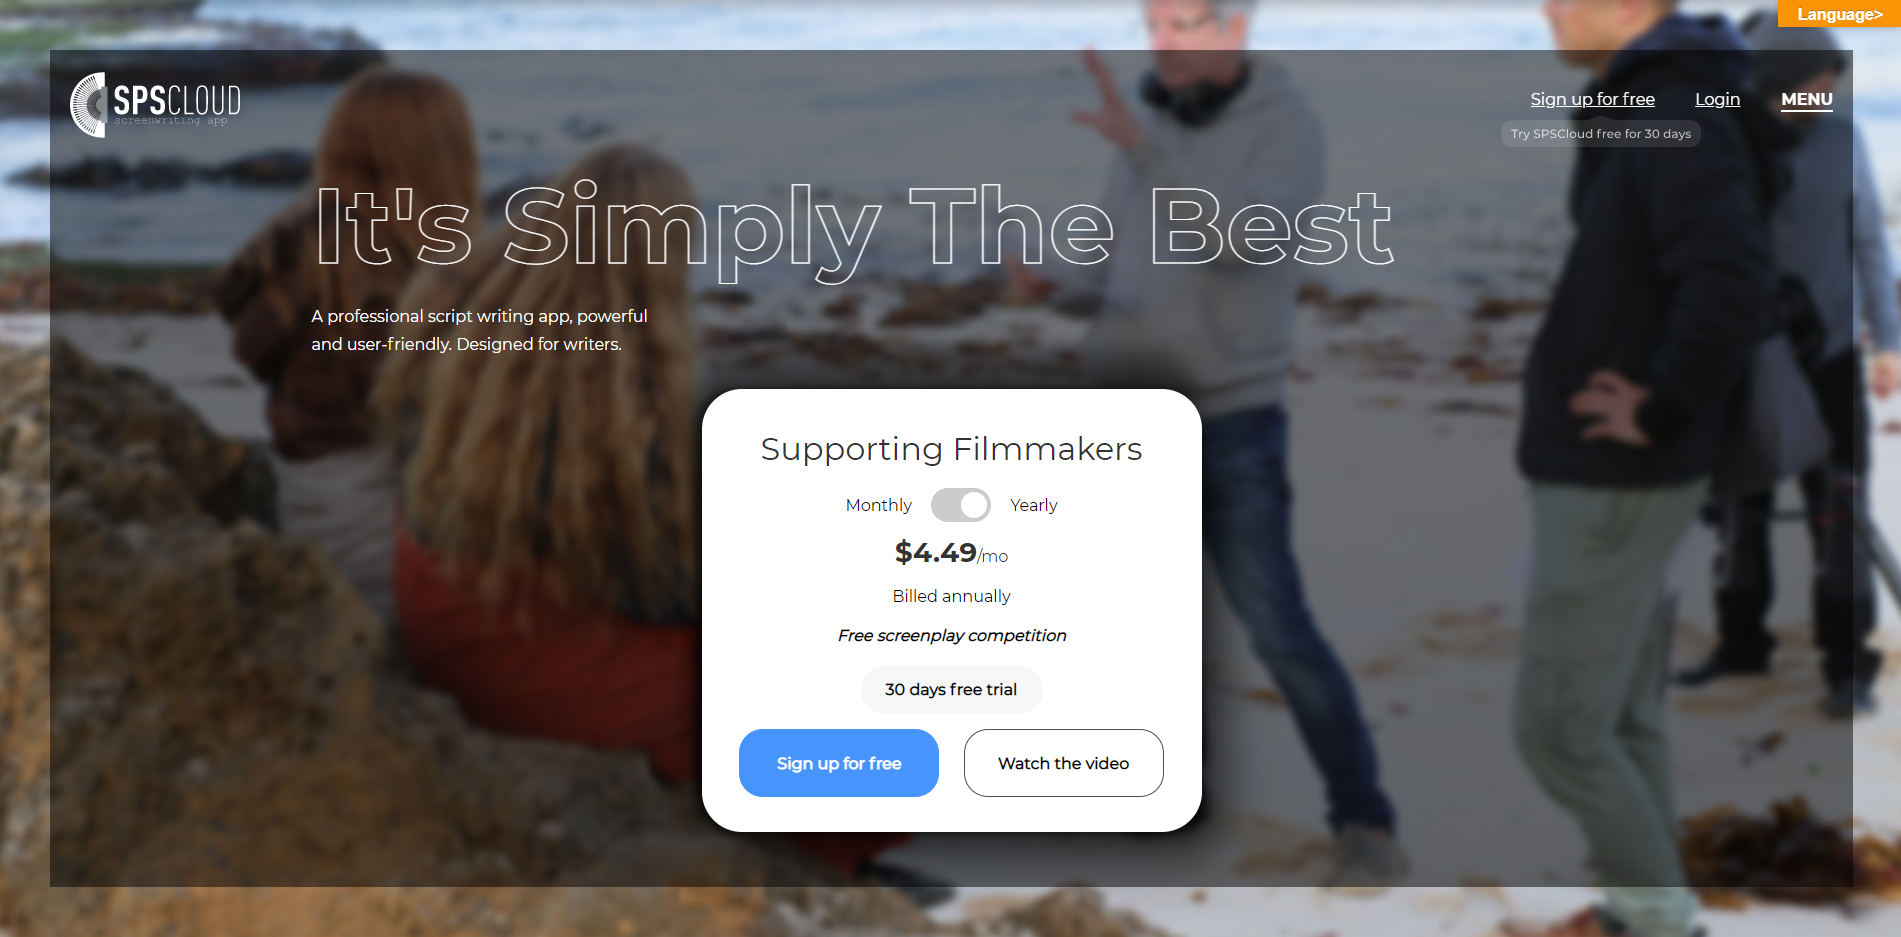 Language>
SPSCLOUD
screenwriting app
Sign up for free
Login
MENU
Try SPSCloud free for 30 days
It's Simply The Best
A professional script writing app, powerful
and user-friendly. Designed for writers.
Supporting Filmmakers
Monthly
Yearly
$4.49/mo
Billed annually
Free screenplay competition
30 days free trial
Sign up for free
Watch the video